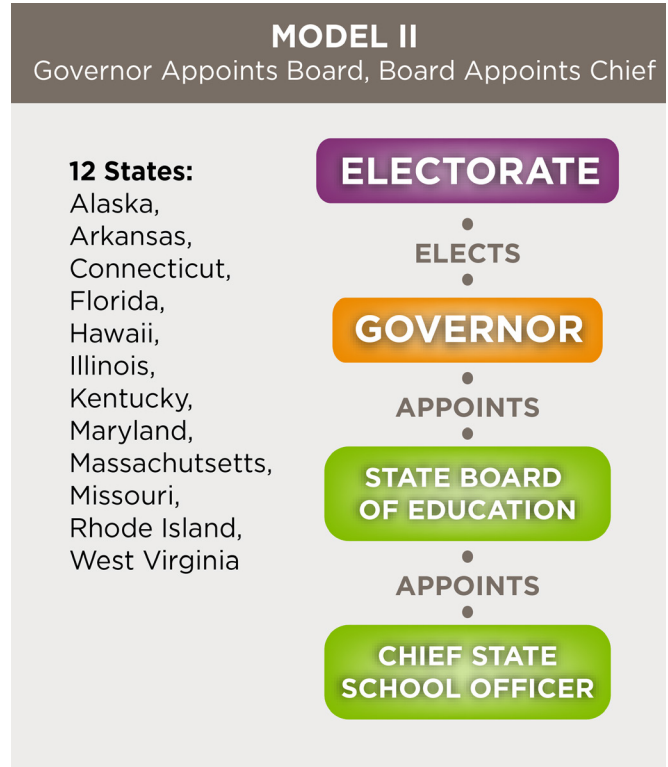 MODEL II
Governor Appoints Board, Board Appoints Chief
12 States:
Alaska,
Arkansas,
Connecticut,
Florida,
Hawaii,
Illinois,
Kentucky,
Maryland,
Massachutsetts,
Missouri,
Rhode Island,
West Virginia
ELECTORATE
ELECTS
GOVERNOR
APPOINTS
STATE BOARD
OF EDUCATION
APPOINTS
CHIEF STATE
SCHOOL OFFICER